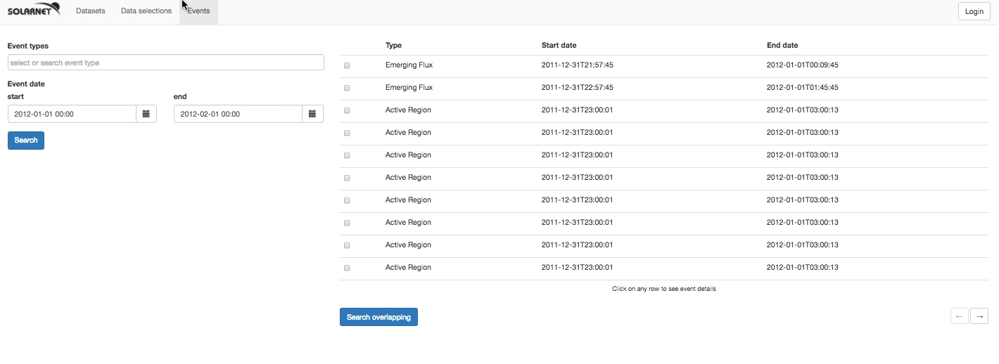 SOLARNET Datasets Data selections Events Login
Event types
select or search event type
Event date
start end
2012-01-01 00:00 2012-02-01 00:00
Search
Type Start date End date
Emerging Flux 2011-12-31T21:57:45 2012-01-01T00:09:45
Emerging Flux 2011-12-31T22:57:45 2012-01-01T01:45:45
Active Region 2011-12-31T23:00:01 2012-01-01T03:00:13
Active Region 2011-12-31T23:00:01 2012-01-01T03:00:13
Active Region 2011-12-31T23:00:01 2012-01-01T03:00:13
Active Region 2011-12-31T23:00:01 2012-01-01T03:00:13
Active Region 2011-12-31T23:00:01 2012-01-01T03:00:13
Active Region 2011-12-31T23:00:01 2012-01-01T03:00:13
Active Region 2011-12-31T23:00:01 2012-01-01T03:00:13
Active Region 2011-12-31T23:00:01 2012-01-01T03:00:13
Click on any row to see event details
Search overlapping ← →